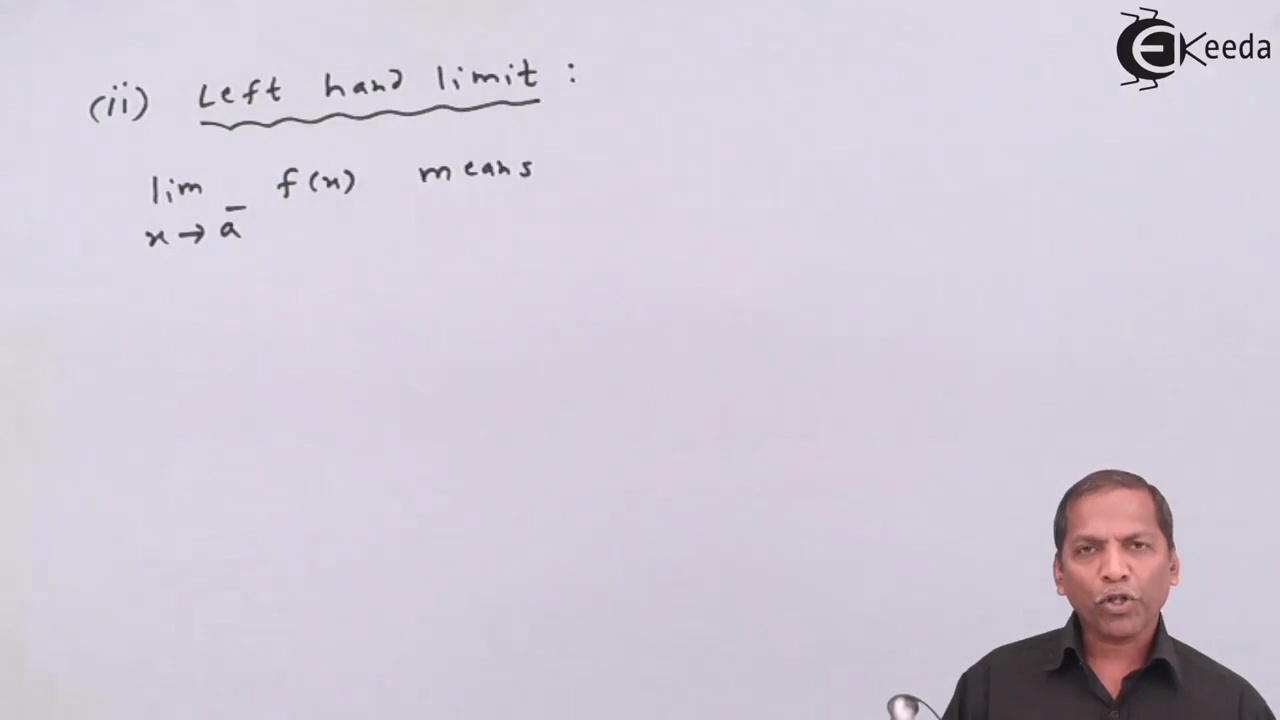 Ekeeda
(ii) Left hand limit :
lim f(x) means
x → a⁻